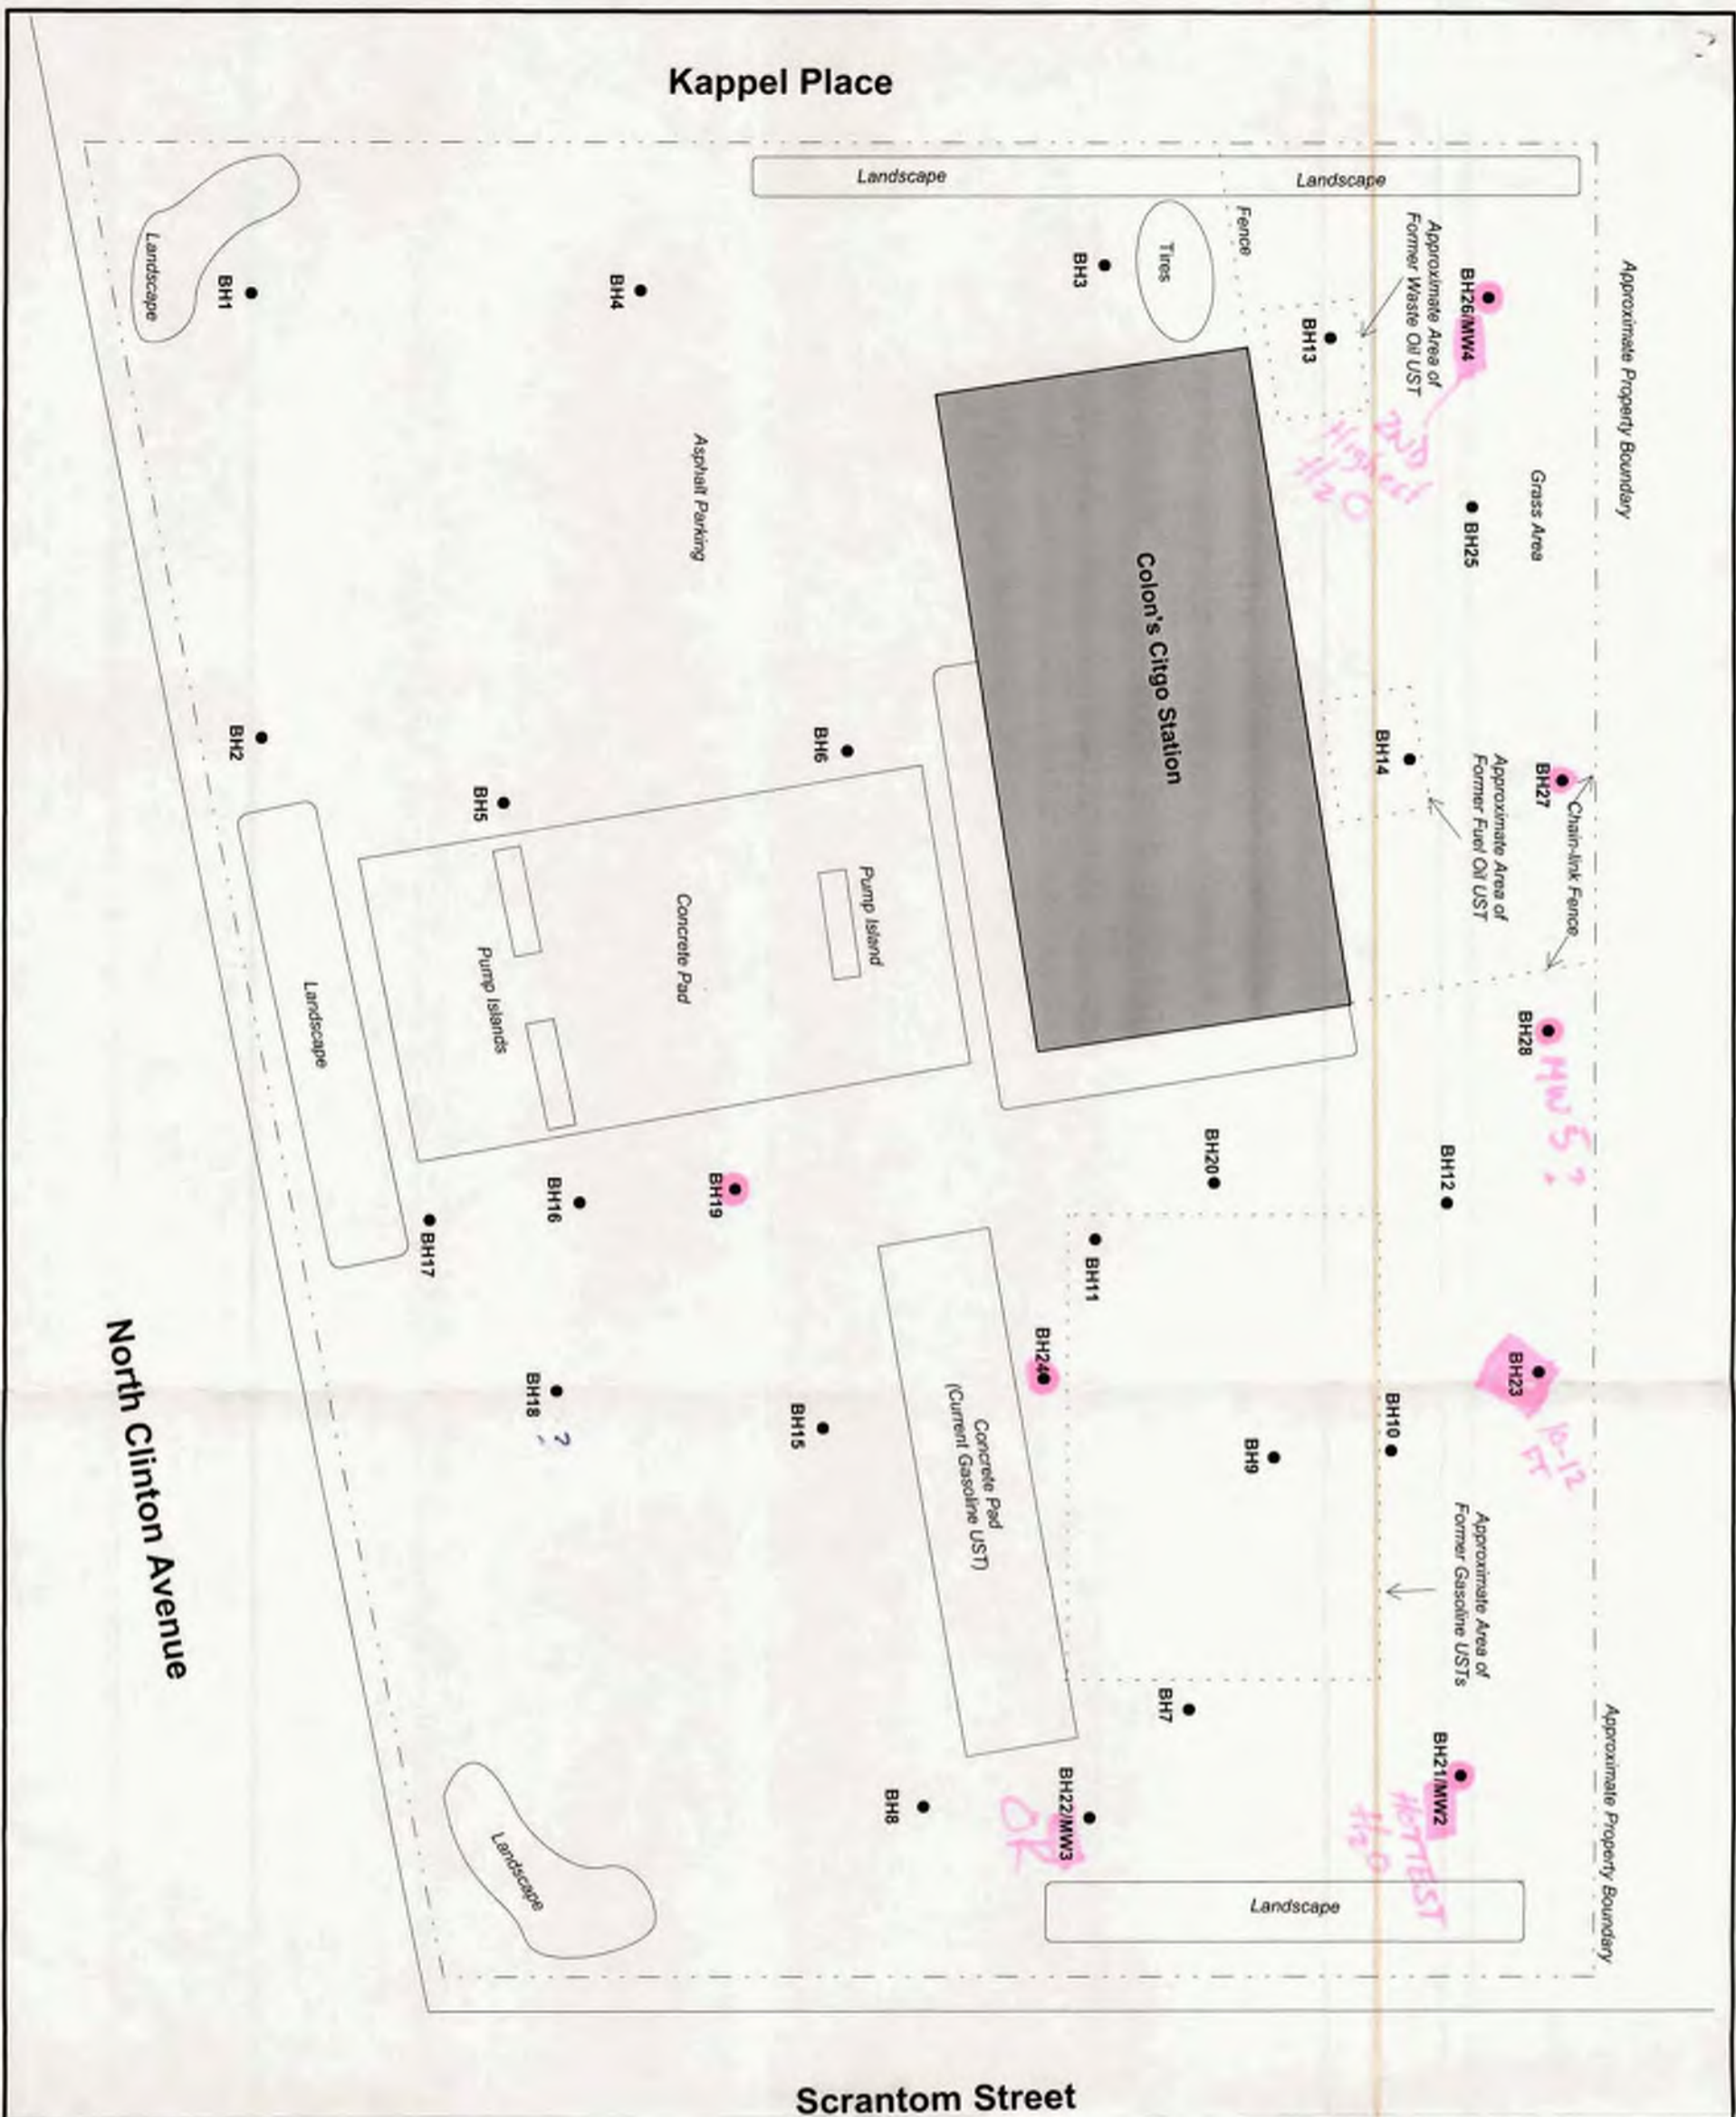 Kappel Place
Landscape
Landscape
Landscape
BH1
BH4
BH3
Tires
Fence
Approximate Area of
Former Waste Oil UST
BH13
BH26/MW4
2ND
Highest
H2O
Approximate Property Boundary
Grass Area
BH25
Asphalt Parking
Colon's Citgo Station
BH2
BH5
BH6
BH14
Approximate Area of
Former Fuel Oil UST
BH27
Chain-link Fence
BH28
MW5?
Pump Island
Concrete Pad
Pump Islands
Landscape
BH17
BH16
BH19
BH20
BH12
BH11
BH24
BH23
10-12
FT
BH10
BH9
BH18 ?
BH15
Concrete Pad
(Current Gasoline UST)
Approximate Area of
Former Gasoline USTs
Approximate Property Boundary
BH7
BH21/MW2
HOTTEST
H2O
BH22/MW3
OK
BH8
Landscape
Landscape
North Clinton Avenue
Scrantom Street